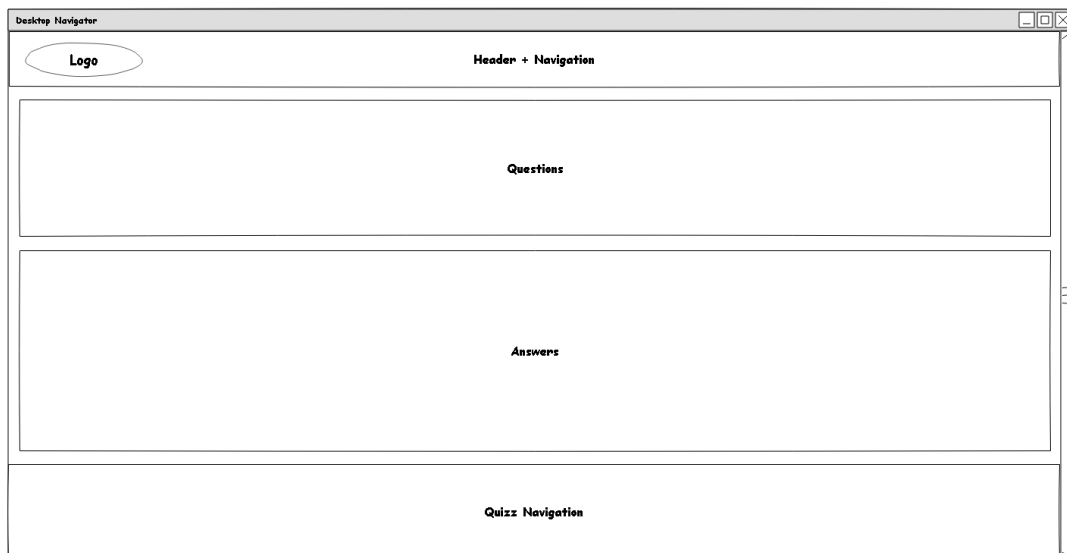 Desktop Navigator
Logo
Header + Navigation
Questions
Answers
Quizz Navigation